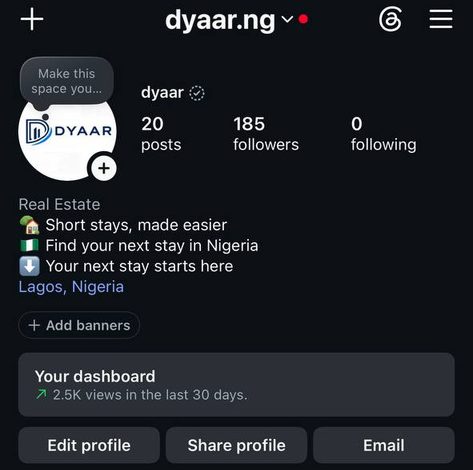 dyaar.ng
Make this
space you...
DYAAR
dyaar
20
185
0
posts
followers
following
Real Estate
Short stays, made easier
Find your next stay in Nigeria
Your next stay starts here
Lagos, Nigeria
+ Add banners
Your dashboard
2.5K views in the last 30 days.
Edit profile
Share profile
Email